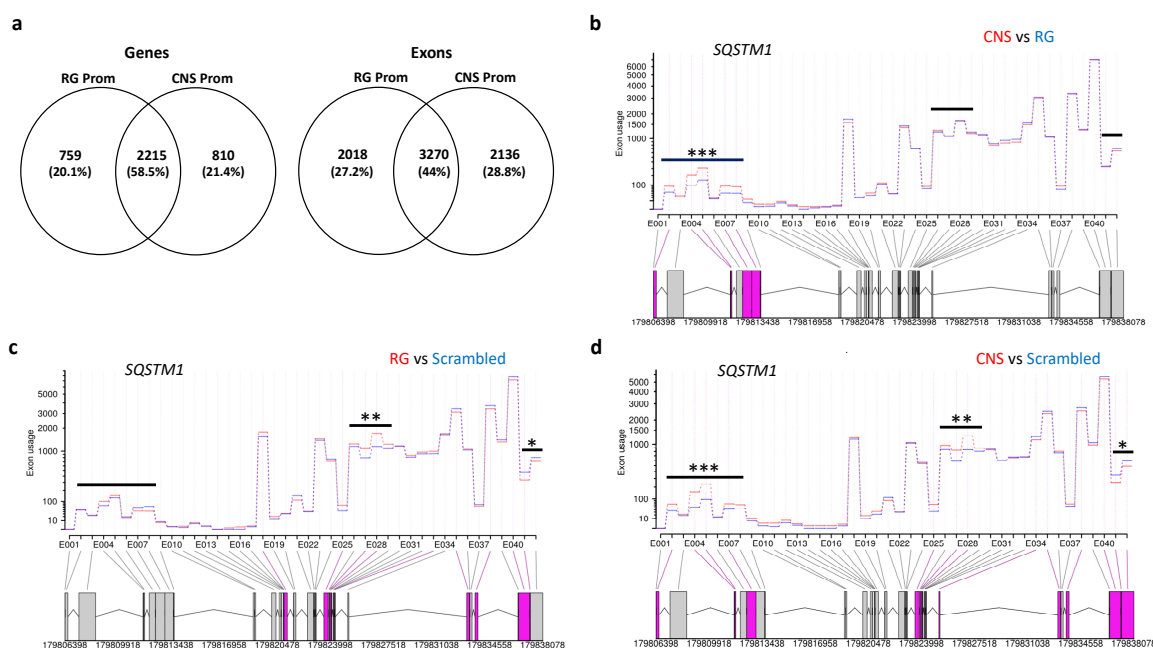 a
Genes
Exons
RG Prom
CNS Prom
RG Prom
CNS Prom
759
(20.1%)
2215
(58.5%)
810
(21.4%)
2018
(27.2%)
3270
(44%)
2136
(28.8%)
b
CNS vs RG
SQSTM1
6000
3000
2000
1500
1000
100
Exon usage
***
E001 E004 E007 E010 E013 E016 E019 E022 E025 E028 E031 E034 E037 E040
179806398 179809918 179813438 179816958 179820478 179823998 179827518 179831038 179834558 179838078
c
RG vs Scrambled
SQSTM1
5000
3000
2000
1000
100
10
Exon usage
**
*
E001 E004 E007 E010 E013 E016 E019 E022 E025 E028 E031 E034 E037 E040
179806398 179809918 179813438 179816958 179820478 179823998 179827518 179831038 179834558 179838078
d
CNS vs Scrambled
SQSTM1
5000
3000
2000
1500
1000
100
10
Exon usage
***
**
*
E001 E004 E007 E010 E013 E016 E019 E022 E025 E028 E031 E034 E037 E040
179806398 179809918 179813438 179816958 179820478 179823998 179827518 179831038 179834558 179838078